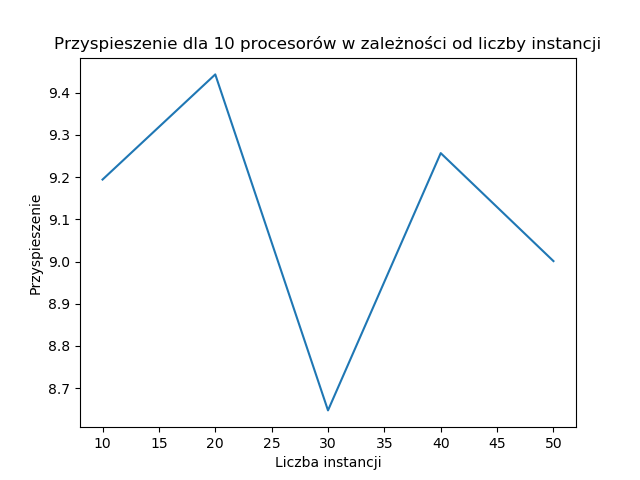 Przyspieszenie dla 10 procesorów w zależności od liczby instancji
9.4
9.3
9.2
9.1
9.0
8.9
8.8
8.7
Przyspieszenie
10 15 20 25 30 35 40 45 50
Liczba instancji